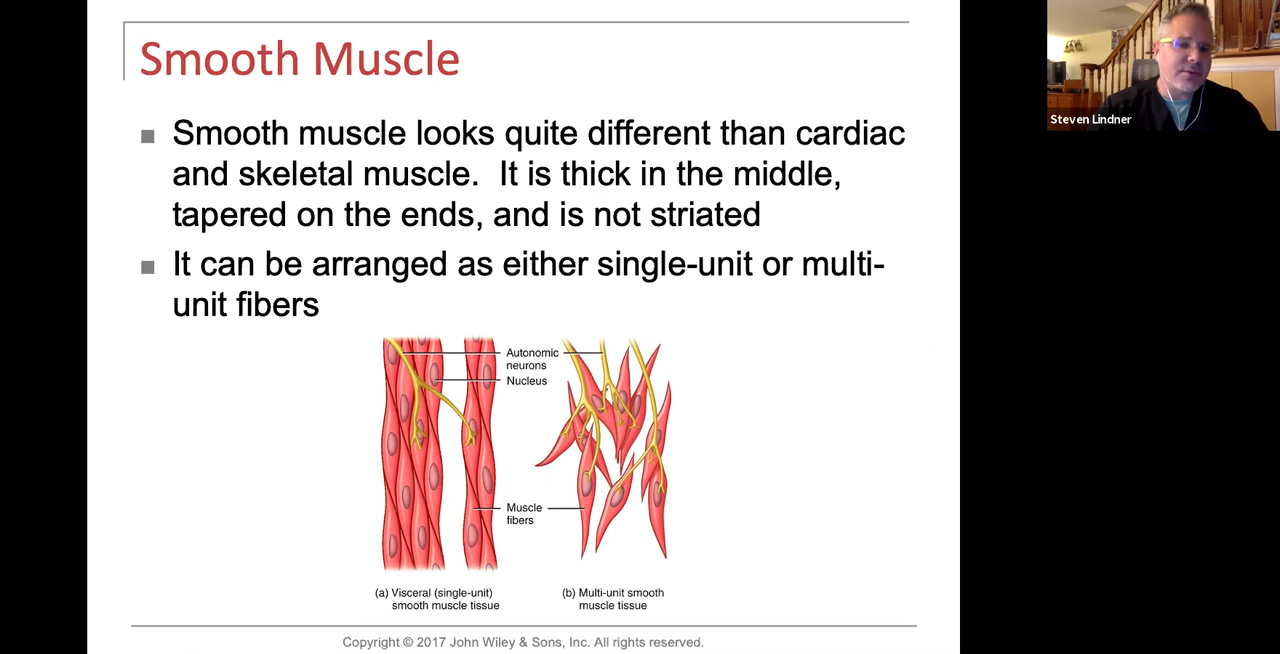 Smooth Muscle
Smooth muscle looks quite different than cardiac
and skeletal muscle. It is thick in the middle,
tapered on the ends, and is not striated
It can be arranged as either single-unit or multi-
unit fibers
Autonomic
neurons
Nucleus
Muscle
fibers
(a) Visceral (single-unit)
smooth muscle tissue
(b) Multi-unit smooth
muscle tissue
Copyright © 2017 John Wiley & Sons, Inc. All rights reserved.
Steven Lindner